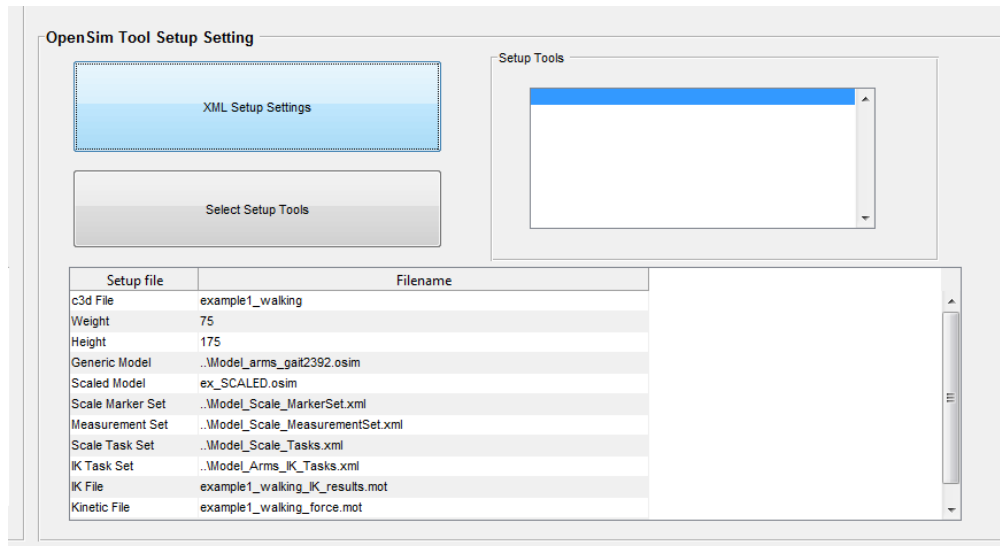 OpenSim Tool Setup Setting
XML Setup Settings
Select Setup Tools
Setup Tools
Setup file Filename
c3d File example1_walking
Weight 75
Height 175
Generic Model ..\Model_arms_gait2392.osim
Scaled Model ex_SCALED.osim
Scale Marker Set ..\Model_Scale_MarkerSet.xml
Measurement Set ..\Model_Scale_MeasurementSet.xml
Scale Task Set ..\Model_Scale_Tasks.xml
IK Task Set ..\Model_Arms_IK_Tasks.xml
IK File example1_walking_IK_results.mot
Kinetic File example1_walking_force.mot